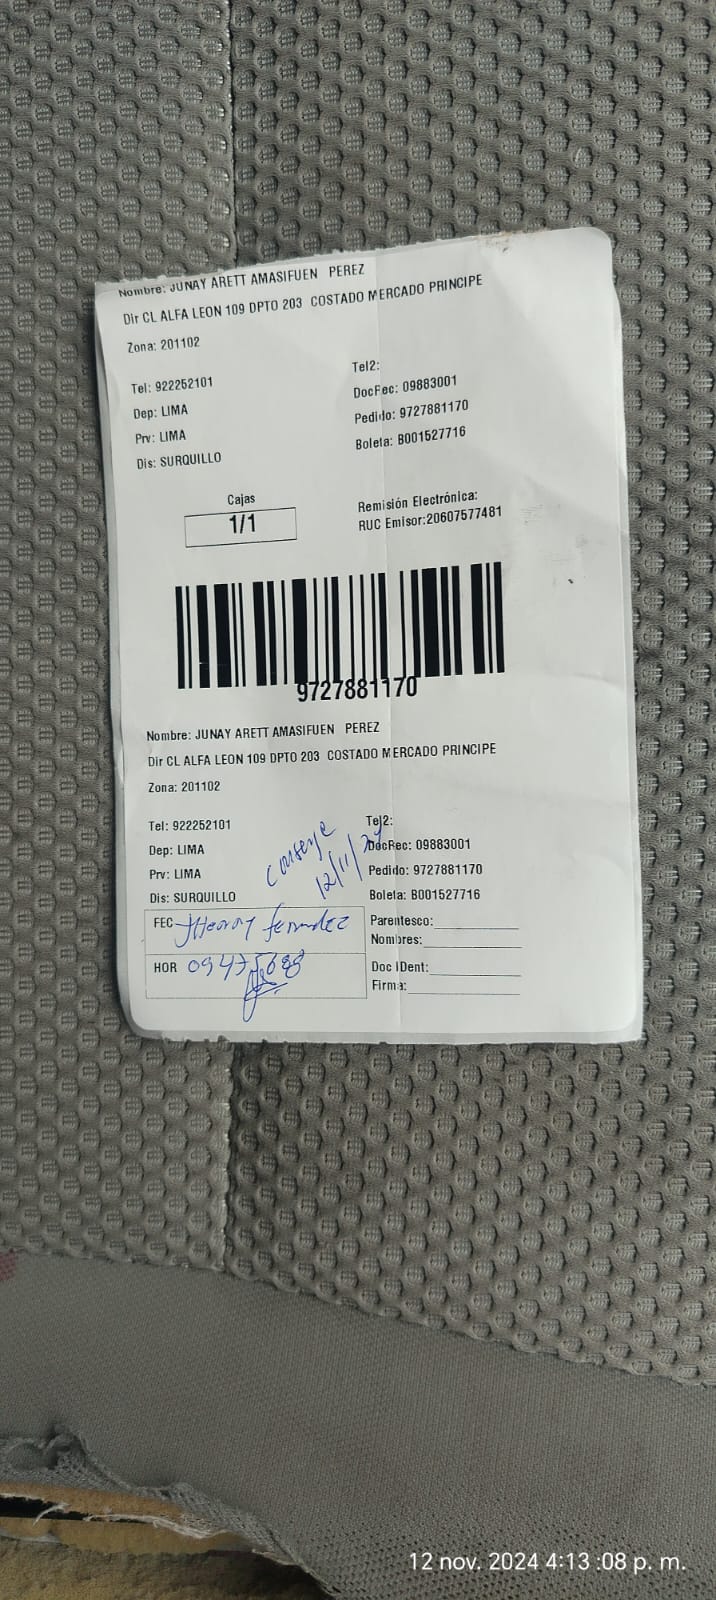 Nombre: JUNAY ARETT AMASIFUEN PEREZ
Dir CL ALFA LEON 109 DPTO 203 COSTADO MERCADO PRINCIPE
Zona: 201102
Tel: 922252101
Tel2:
Dep: LIMA
DocRec: 09883001
Prv: LIMA
Pedido: 9727881170
Dis: SURQUILLO
Boleta: B001527716
Cajas
1/1
Remisión Electrónica:
RUC Emisor:20607577481
9727881170
Nombre: JUNAY ARETT AMASIFUEN PEREZ
Dir CL ALFA LEON 109 DPTO 203 COSTADO MERCADO PRINCIPE
Zona: 201102
Tel: 922252101
Tel2:
Dep: LIMA
DocRec: 09883001
Prv: LIMA
Pedido: 9727881170
Dis: SURQUILLO
Boleta: B001527716
conserje
12/11/24
FEC
Parentesco:
Nombres:
HOR
Doc IDent:
Firma:
12 nov. 2024 4:13:08 p. m.